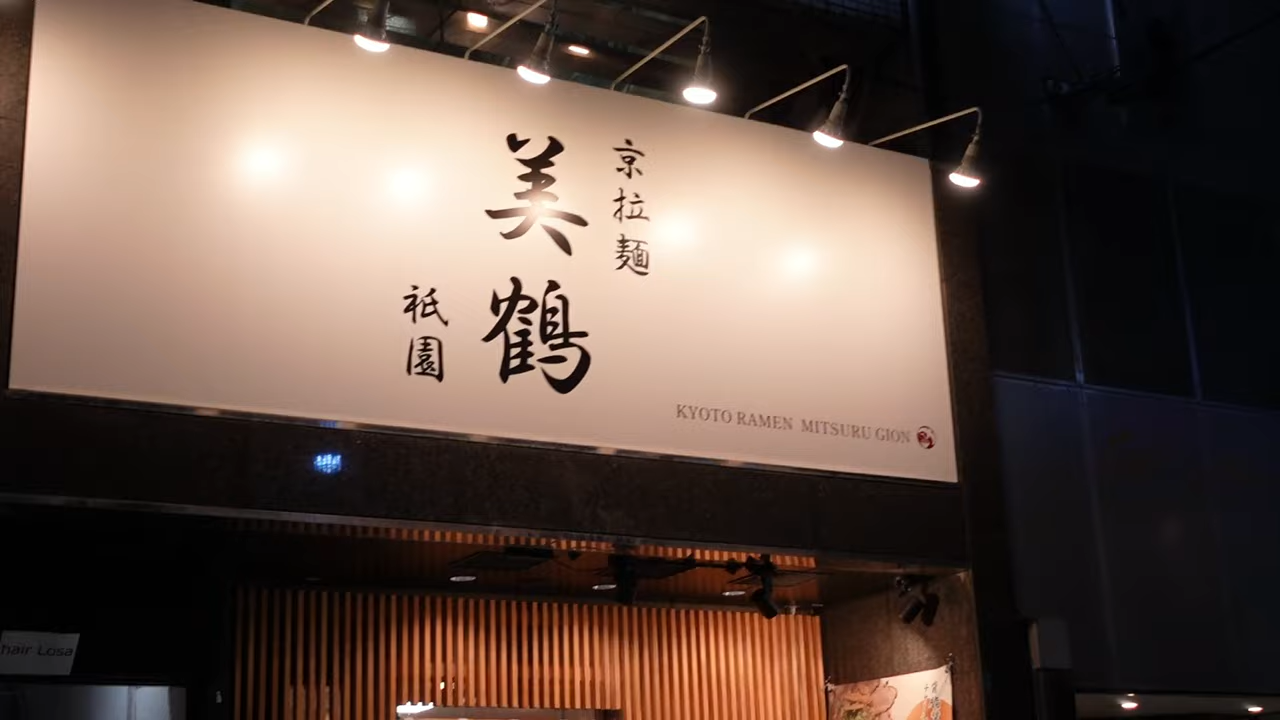 京拉麺
美鶴
祇園
KYOTO RAMEN MITSURU GION
hair Losa